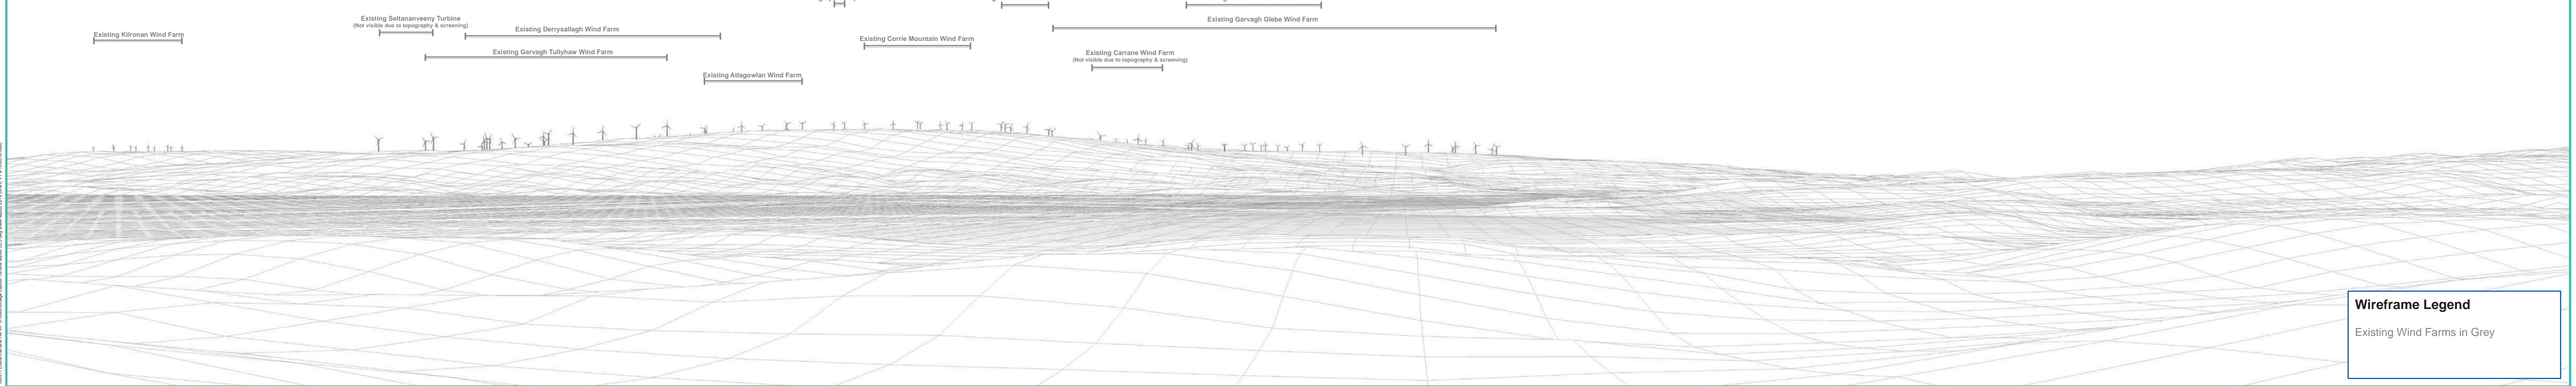 Existing Garvagh Glebe Wind Farm
Existing Seltananveeny Turbine
(Not visible due to topography & screening)
Existing Derrysallagh Wind Farm
Existing Kilronan Wind Farm
Existing Corrie Mountain Wind Farm
Existing Garvagh Tullyhaw Wind Farm
Existing Carrane Wind Farm
(Not visible due to topography & screening)
Existing Altagowlan Wind Farm
Wireframe Legend
Existing Wind Farms in Grey